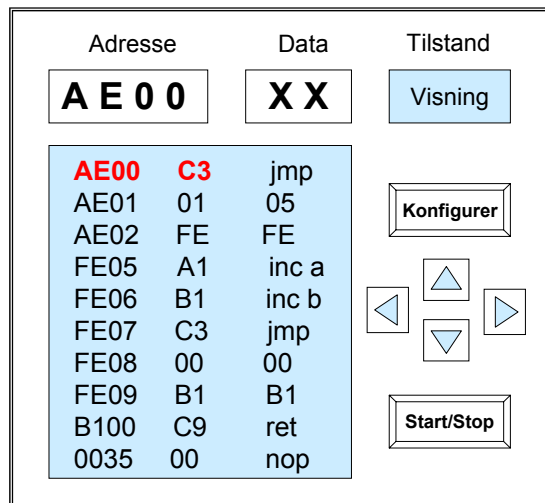 Adresse Data Tilstand
A E 0 0 X X Visning
AE00 C3 jmp
AE01 01 05
AE02 FE FE
FE05 A1 inc a
FE06 B1 inc b
FE07 C3 jmp
FE08 00 00
FE09 B1 B1
B100 C9 ret
0035 00 nop
Konfigurer
Start/Stop